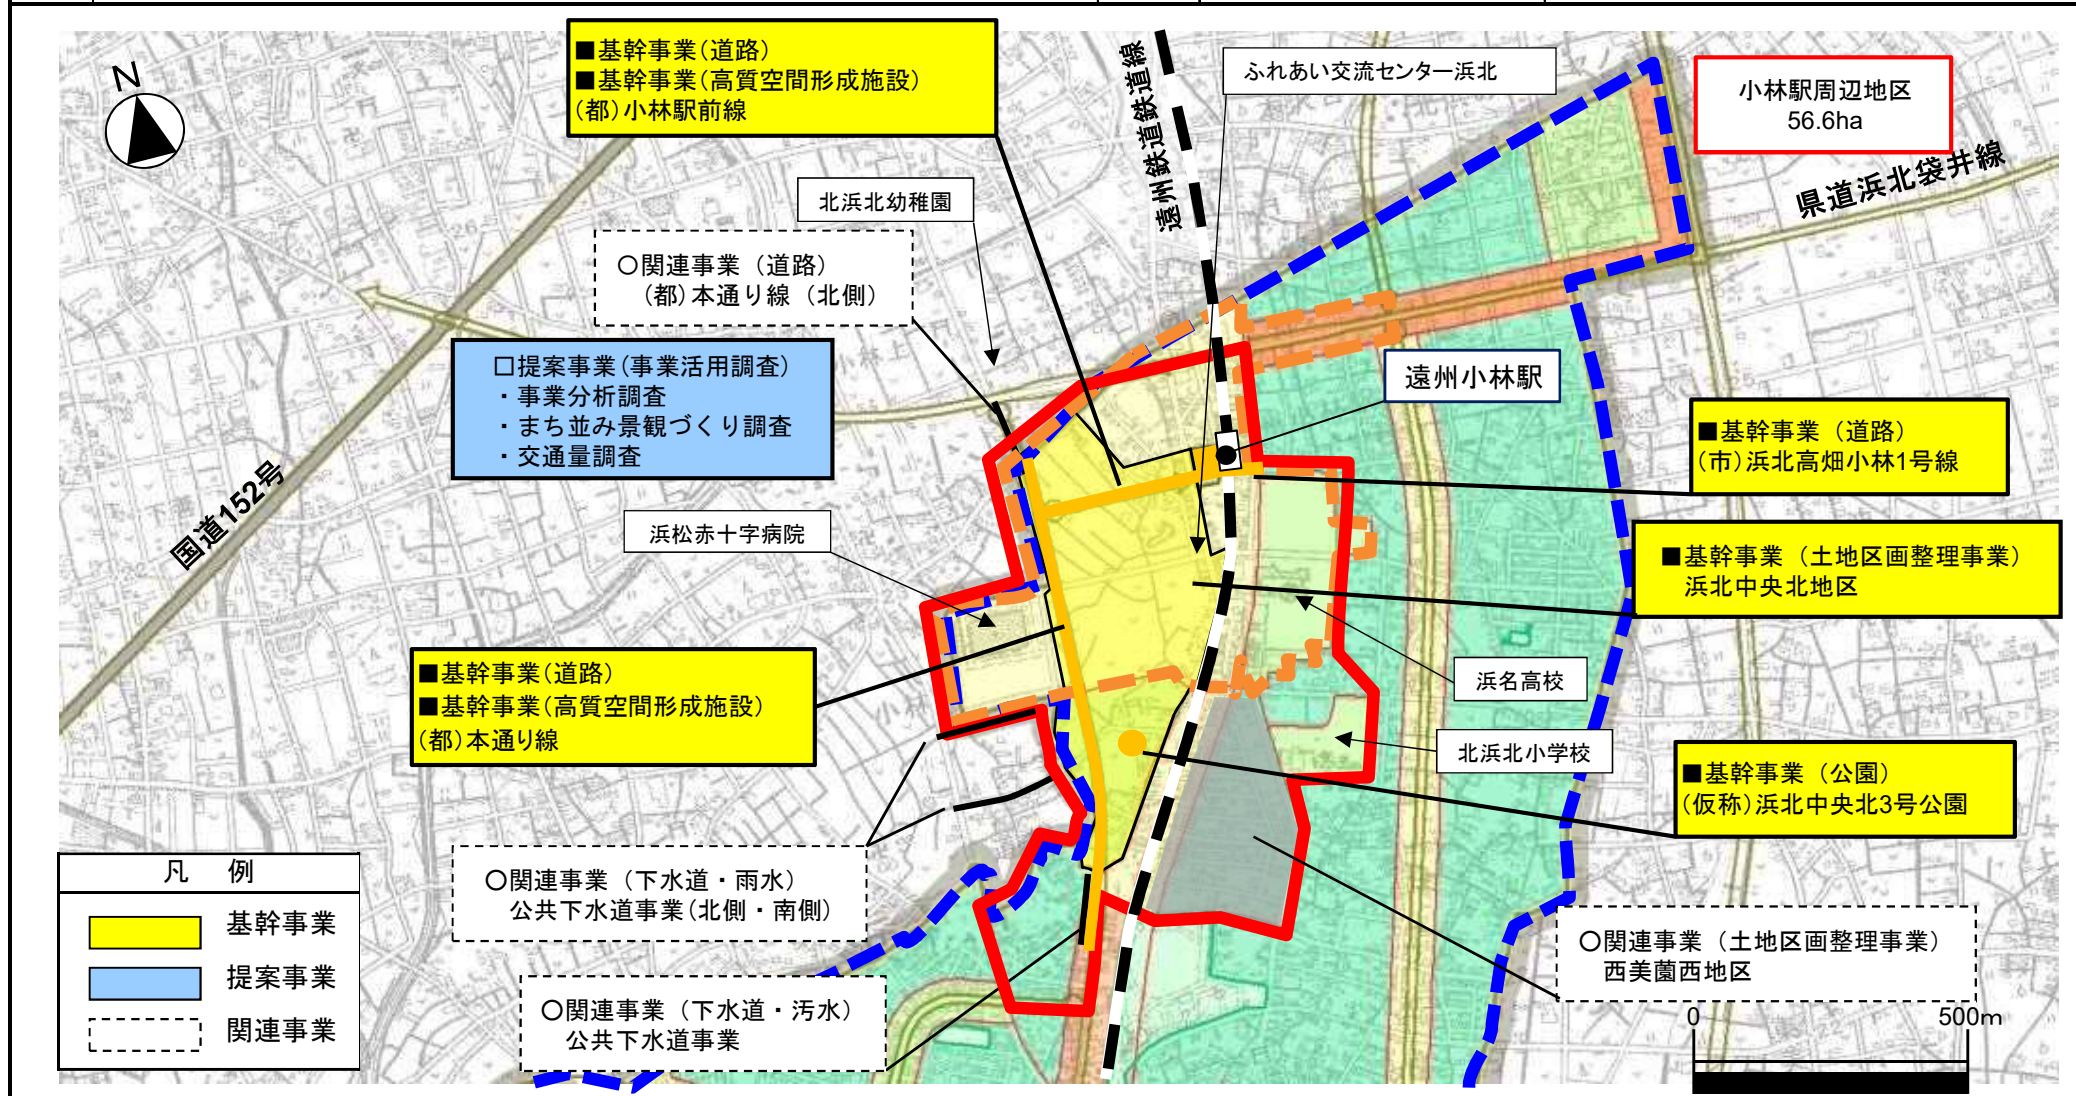 N
■基幹事業(道路)
■基幹事業(高質空間形成施設)
(都)小林駅前線
遠州鉄道鉄道線
ふれあい交流センター浜北
小林駅周辺地区
56.6ha
県道浜北袋井線
北浜北幼稚園
〇関連事業（道路）
(都)本通り線（北側）
□提案事業(事業活用調査)
・事業分析調査
・まち並み景観づくり調査
・交通量調査
遠州小林駅
■基幹事業（道路）
(市)浜北高畑小林1号線
国道152号
浜松赤十字病院
■基幹事業（土地区画整理事業）
浜北中央北地区
■基幹事業(道路)
■基幹事業(高質空間形成施設)
(都)本通り線
浜名高校
北浜北小学校
■基幹事業（公園）
(仮称)浜北中央北3号公園
〇関連事業（下水道・雨水）
公共下水道事業(北側・南側)
〇関連事業（土地区画整理事業）
西美薗西地区
〇関連事業（下水道・汚水）
公共下水道事業
凡　例
基幹事業
提案事業
関連事業
0
500m